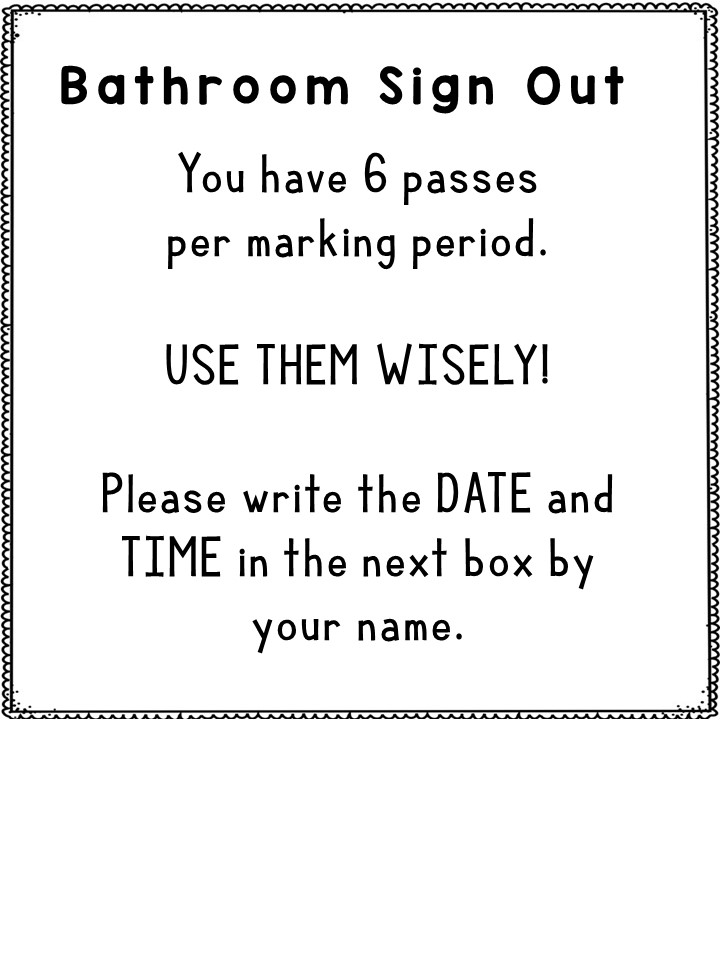 Bathroom Sign Out
You have 6 passes
per marking period.
USE THEM WISELY!
Please write the DATE and
TIME in the next box by
your name.